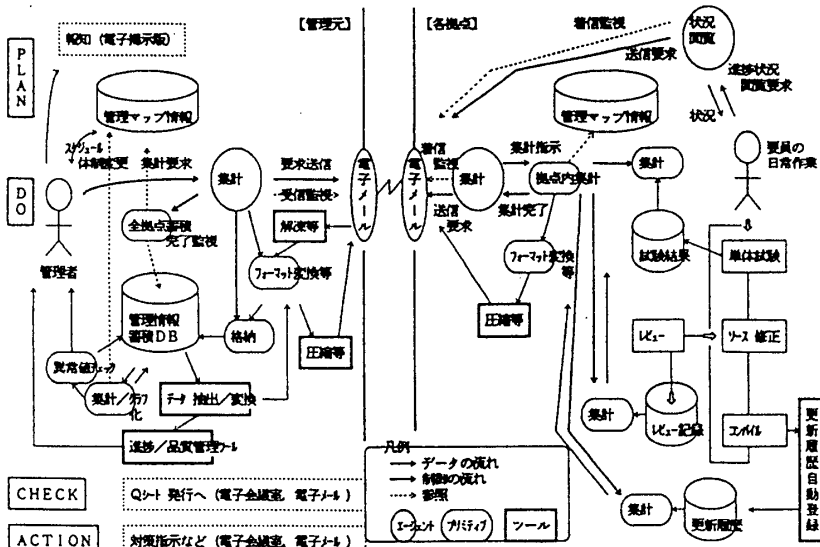 PLAN
報知（電子掲示版）
［管理元］
［各拠点］
着信監視
送信要求
状況
閲覧
進捗状況
閲覧要求
状況
管理マップ情報
管理マップ情報
スケジュール
体制変更
集計要求
集計
要求送信
受信監視
電子メール
電子メール
着信
監視
送信
要求
集計
集計指示
集計完了
拠点内集計
集計
要員の
日常作業
DO
管理者
全拠点蓄積
完了監視
解凍等
フォーマット変換等
フォーマット変換
等
試験結果
単体試験
管理情報
蓄積DB
格納
圧縮等
圧縮等
レビュー
ソース 修正
異常値チェック
集計／グラフ
化
データ 抽出／変換
集計
レビュー記録
コンパイル
更新履歴自動登録
進捗／品質管理ツール
凡例
データの流れ
制御の流れ
参照
エージェント
プリミティブ
ツール
集計
更新履歴
CHECK
Qシート 発行へ（電子会議室, 電子メール）
ACTION
対策指示など（電子会議室, 電子メール）